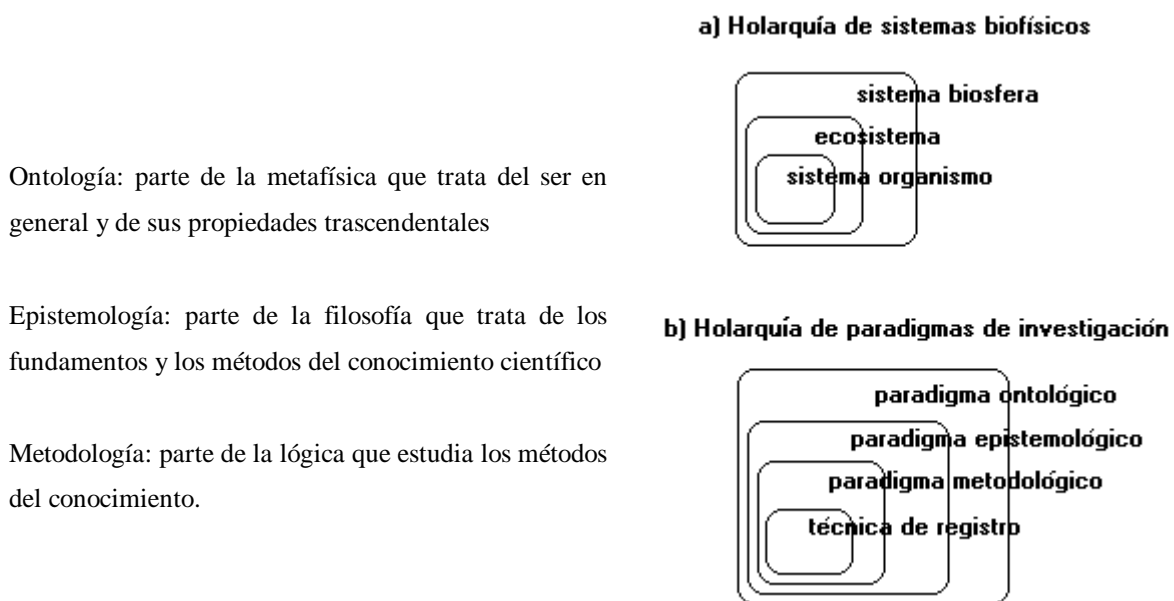 Ontología: parte de la metafísica que trata del ser en
general y de sus propiedades trascendentales
Epistemología: parte de la filosofía que trata de los
fundamentos y los métodos del conocimiento científico
Metodología: parte de la lógica que estudia los métodos
del conocimiento.
a) Holarquía de sistemas biofísicos
sistema biosfera
ecosistema
sistema organismo
b) Holarquía de paradigmas de investigación
paradigma ontológico
paradigma epistemológico
paradigma metodológico
técnica de registro